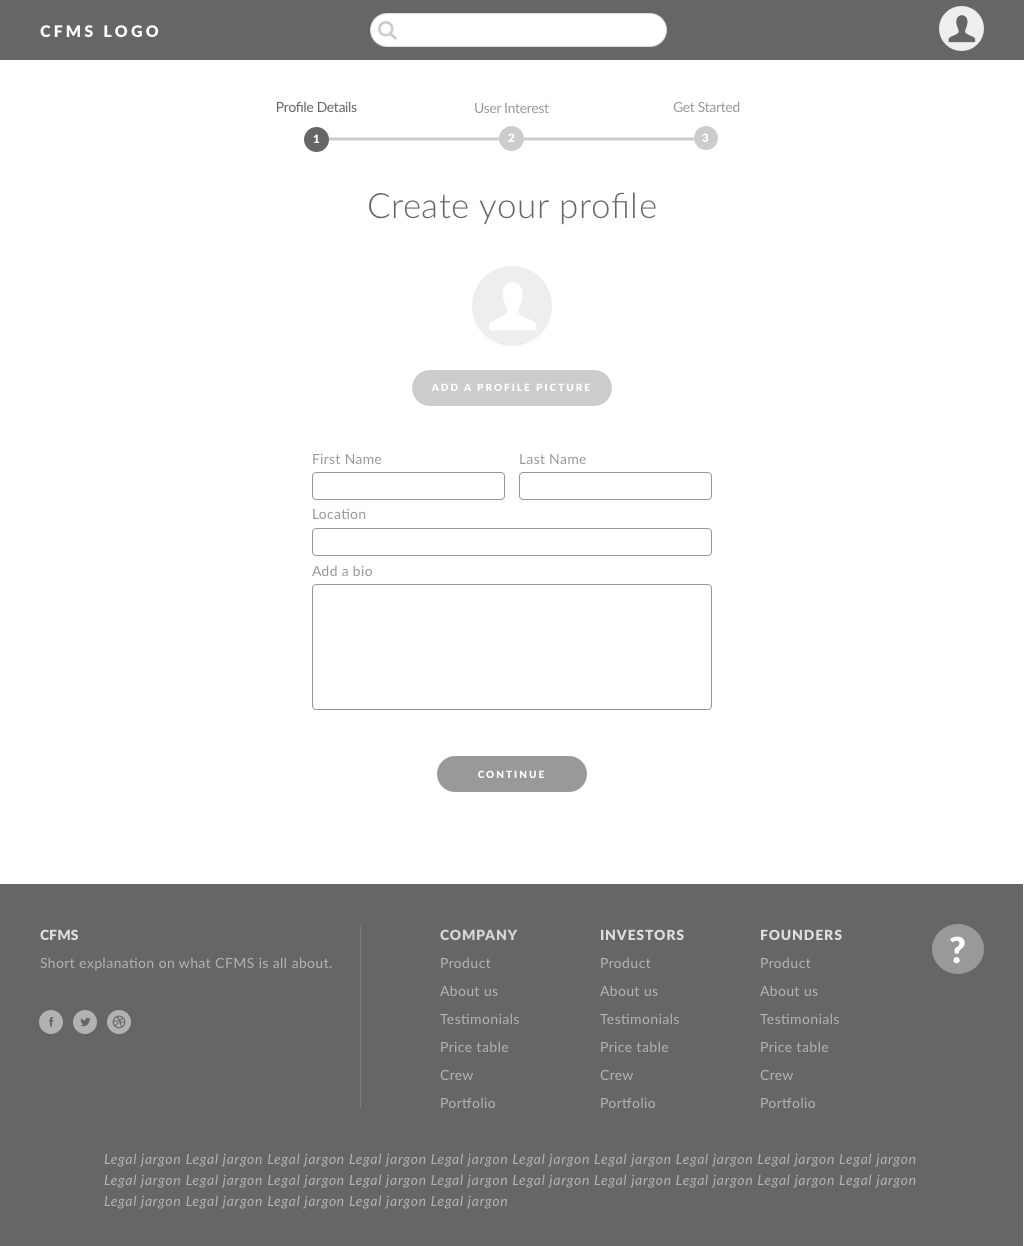 CFMS LOGO
Profile Details
User Interest
Get Started
1
2
3
Create your profile
ADD A PROFILE PICTURE
First Name
Last Name
Location
Add a bio
CONTINUE
CFMS
Short explanation on what CFMS is all about.
f
COMPANY
Product
About us
Testimonials
Price table
Crew
Portfolio
INVESTORS
Product
About us
Testimonials
Price table
Crew
Portfolio
FOUNDERS
Product
About us
Testimonials
Price table
Crew
Portfolio
?
Legal jargon Legal jargon Legal jargon Legal jargon Legal jargon Legal jargon Legal jargon Legal jargon Legal jargon Legal jargon
Legal jargon Legal jargon Legal jargon Legal jargon Legal jargon Legal jargon Legal jargon Legal jargon Legal jargon Legal jargon
Legal jargon Legal jargon Legal jargon Legal jargon Legal jargon